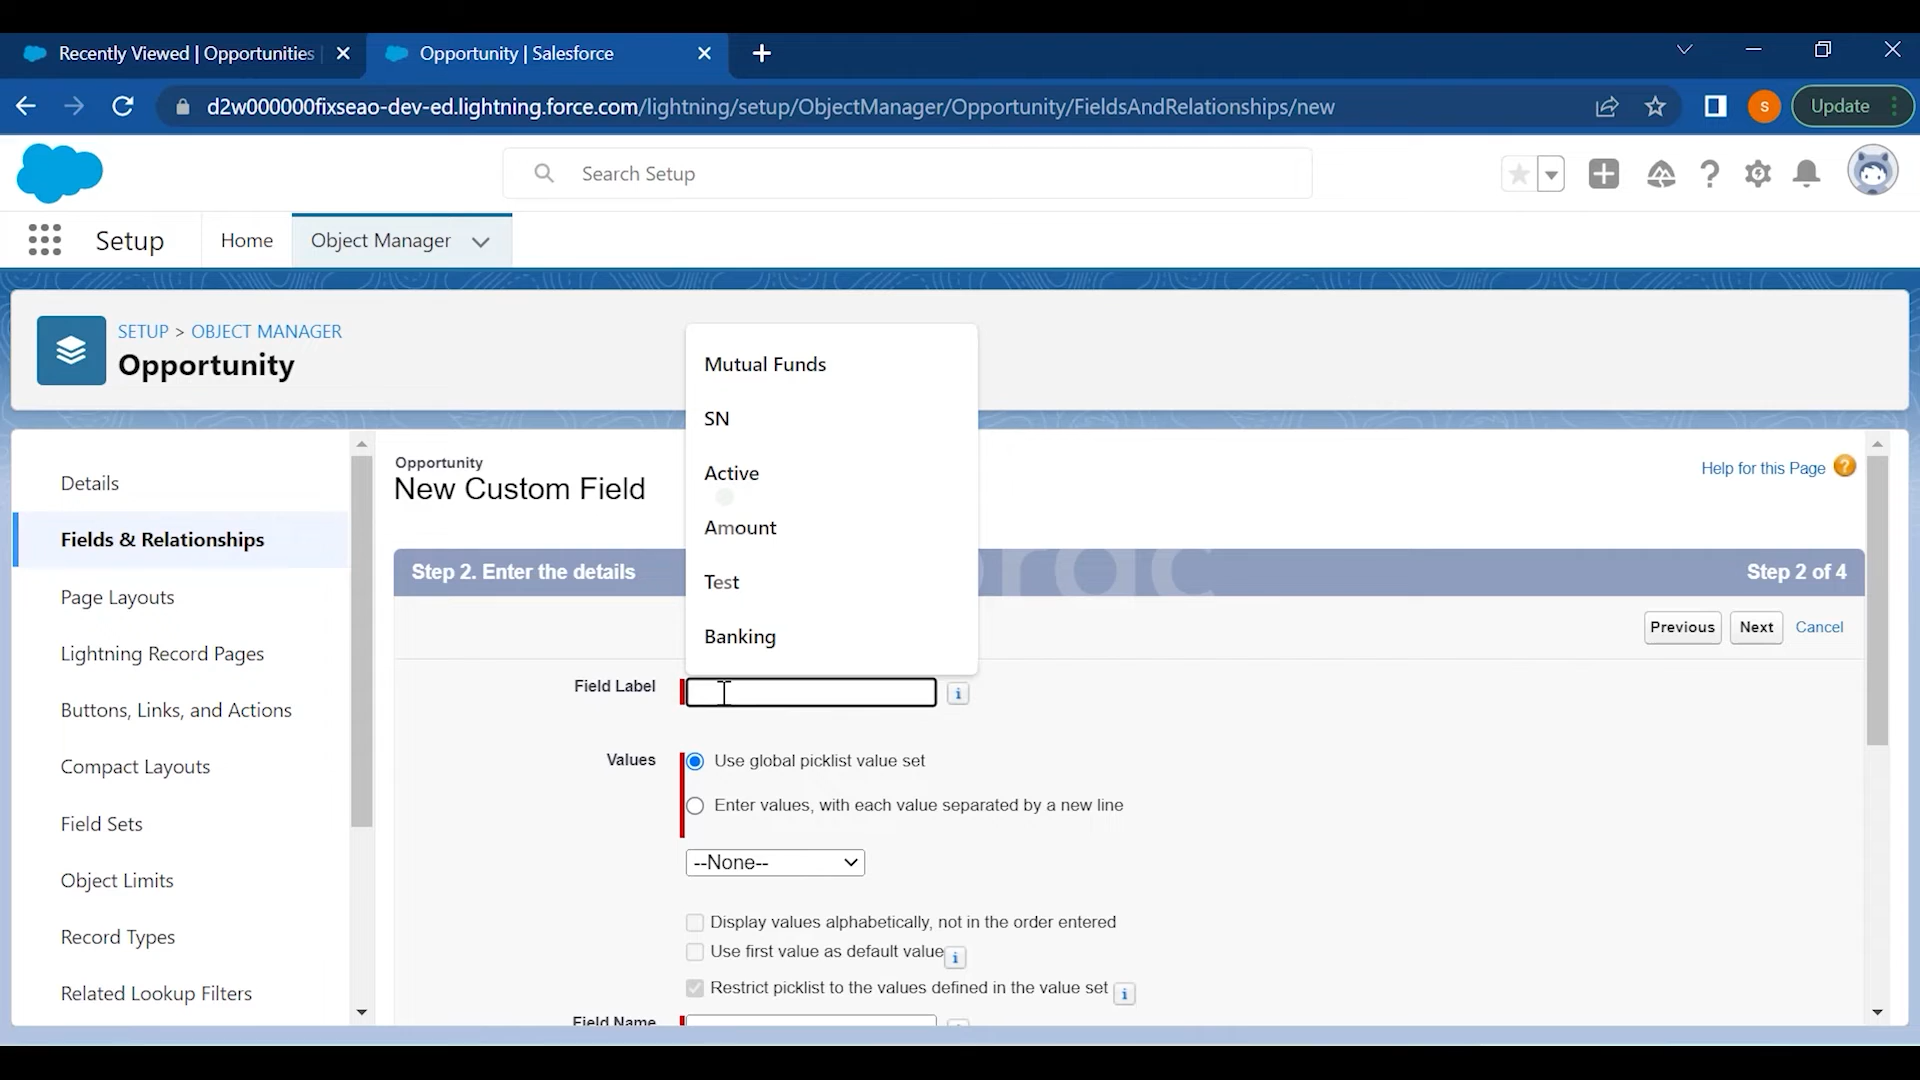 Recently Viewed | Opportunities
Opportunity | Salesforce
d2w000000fixseao-dev-ed.lightning.force.com/lightning/setup/ObjectManager/Opportunity/FieldsAndRelationships/new
S
Update
Search Setup
Setup
Home
Object Manager
SETUP > OBJECT MANAGER
Opportunity
Details
Fields & Relationships
Page Layouts
Lightning Record Pages
Buttons, Links, and Actions
Compact Layouts
Field Sets
Object Limits
Record Types
Related Lookup Filters
Opportunity
New Custom Field
Help for this Page
Mutual Funds
SN
Active
Amount
Test
Banking
Step 2. Enter the details
Step 2 of 4
Previous
Next
Cancel
Field Label
Values
Use global picklist value set
Enter values, with each value separated by a new line
--None--
Display values alphabetically, not in the order entered
Use first value as default value
Restrict picklist to the values defined in the value set
Field Name